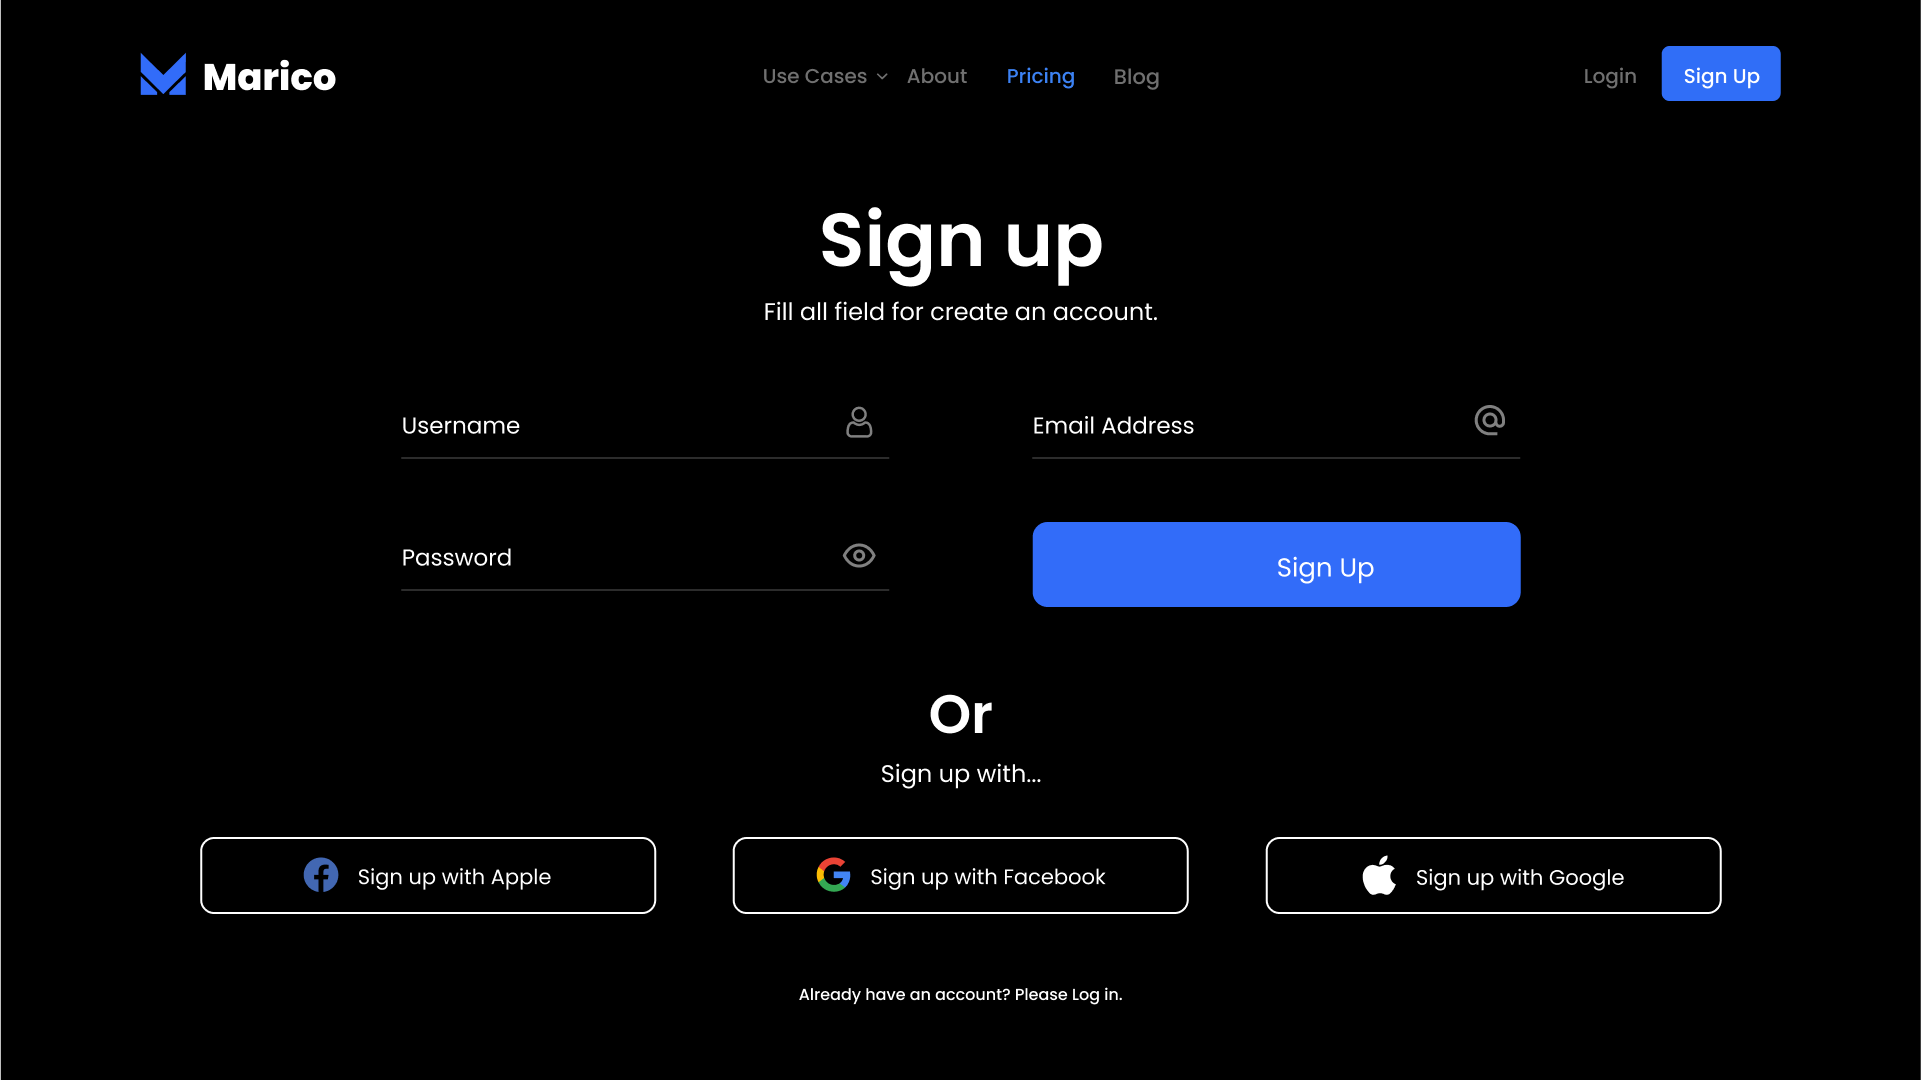 Marico
Use Cases
About
Pricing
Blog
Login
Sign Up
Sign up
Fill all field for create an account.
Username
Email Address
Password
Sign Up
Or
Sign up with...
Sign up with Apple
Sign up with Facebook
Sign up with Google
Already have an account? Please Log in.